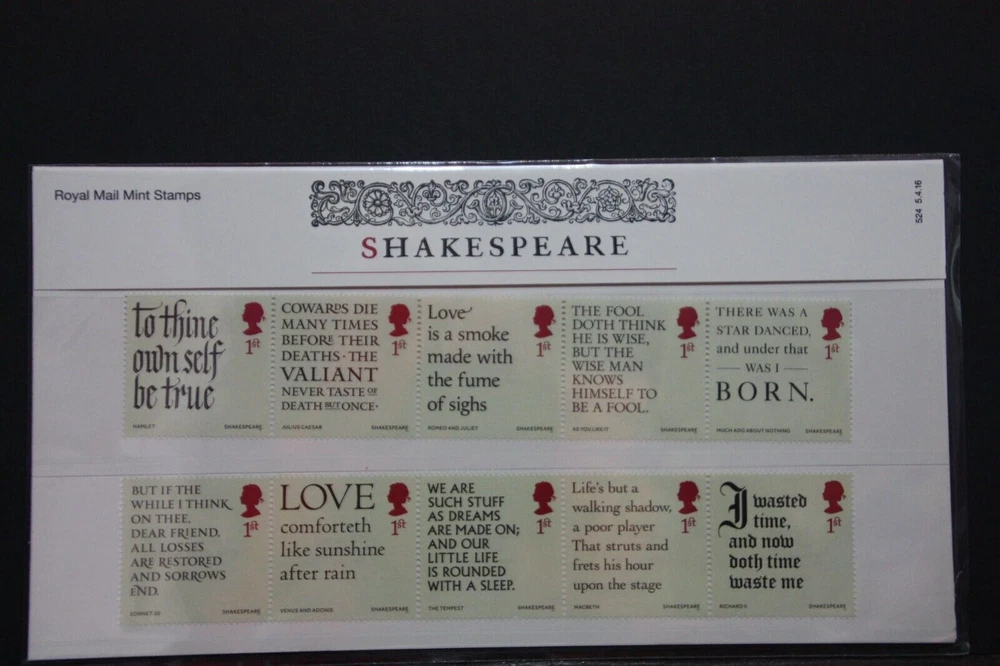 Royal Mail Mint Stamps
524 5.4.16
SHAKESPEARE
to thine
own self
be true
1st
HAMLET
SHAKESPEARE
COWARDS DIE
MANY TIMES
BEFORE THEIR
DEATHS · THE
VALIANT
NEVER TASTE OF
DEATH BUT ONCE·
1st
JULIUS CAESAR
SHAKESPEARE
Love
is a smoke
made with
the fume
of sighs
1st
ROMEO AND JULIET
SHAKESPEARE
THE FOOL
DOTH THINK
HE IS WISE,
BUT THE
WISE MAN
KNOWS
HIMSELF TO
BE A FOOL.
1st
AS YOU LIKE IT
SHAKESPEARE
THERE WAS A
STAR DANCED,
and under that
WAS I
BORN.
1st
MUCH ADO ABOUT NOTHING
SHAKESPEARE
BUT IF THE
WHILE I THINK
ON THEE,
DEAR FRIEND,
ALL LOSSES
ARE RESTORED
AND SORROWS
END.
1st
SONNET 30
SHAKESPEARE
LOVE
comforteth
like sunshine
after rain
1st
VENUS AND ADONIS
SHAKESPEARE
WE ARE
SUCH STUFF
AS DREAMS
ARE MADE ON;
AND OUR
LITTLE LIFE
IS ROUNDED
WITH A SLEEP.
1st
THE TEMPEST
SHAKESPEARE
Life's but a
walking shadow,
a poor player
That struts and
frets his hour
upon the stage
1st
MACBETH
SHAKESPEARE
I wasted
time,
and now
doth time
waste me
1st
RICHARD II
SHAKESPEARE